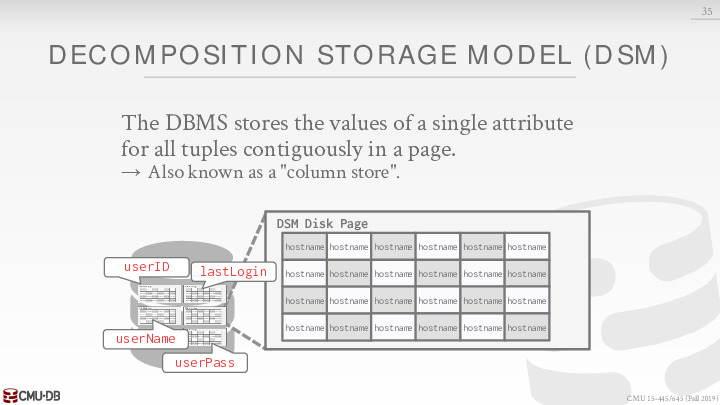 35
DECOMPOSITION STORAGE MODEL (DSM)
The DBMS stores the values of a single attribute
for all tuples contiguously in a page.
→ Also known as a "column store".
DSM Disk Page
hostname hostname hostname hostname hostname hostname
hostname hostname hostname hostname hostname hostname
hostname hostname hostname hostname hostname hostname
hostname hostname hostname hostname hostname hostname
userID
lastLogin
userName
userPass
CMU·DB
CMU 15-445/645 (Fall 2019)